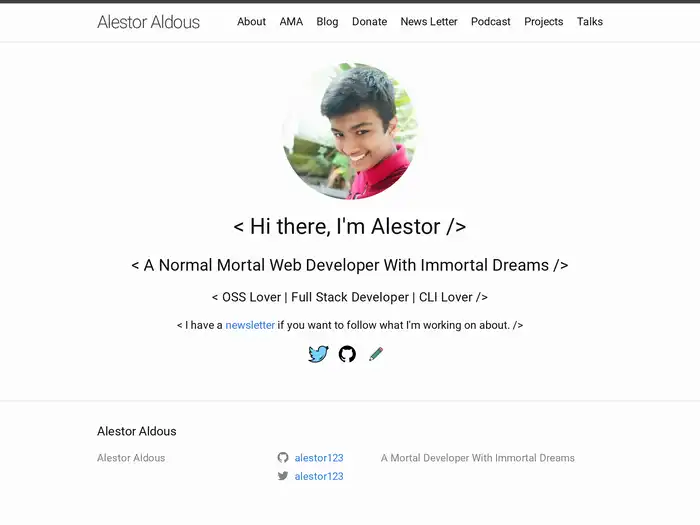 Alestor Aldous About AMA Blog Donate News Letter Podcast Projects Talks
< Hi there, I'm Alestor />
< A Normal Mortal Web Developer With Immortal Dreams />
< OSS Lover | Full Stack Developer | CLI Lover />
< I have a newsletter if you want to follow what I'm working on about. />
Alestor Aldous
Alestor Aldous alestor123 A Mortal Developer With Immortal Dreams
alestor123